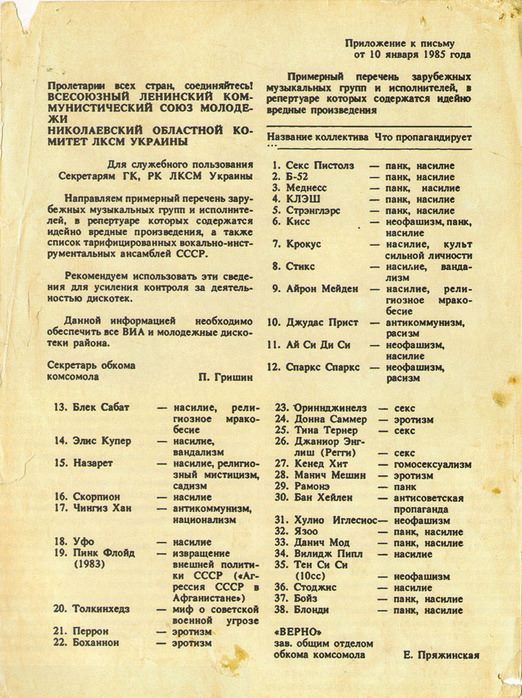 Приложение к письму
от 10 января 1985 года
Пролетарии всех стран, соединяйтесь!
ВСЕСОЮЗНЫЙ ЛЕНИНСКИЙ КОМ-
МУНИСТИЧЕСКИЙ СОЮЗ МОЛОДЕ-
ЖИ
НИКОЛАЕВСКИЙ ОБЛАСТНОЙ КО-
МИТЕТ ЛКСМ УКРАИНЫ
Для служебного пользования
Секретарям ГК, РК ЛКСМ Украины
Направляем примерный перечень зару-
бежных музыкальных групп и исполните-
лей, в репертуаре которых содержатся
идейно вредные произведения, а также
список тарифицированных вокально-инст-
рументальных ансамблей СССР.
Рекомендуем использовать эти сведе-
ния для усиления контроля за деятель-
ностью дискотек.
Данной информацией необходимо
обеспечить все ВИА и молодежные диско-
теки района.
Секретарь обкома
комсомола П. Гришин
Примерный перечень зарубежных
музыкальных групп и исполнителей, в
репертуаре которых содержатся идейно
вредные произведения
Название коллектива Что пропагандирует
...
1. Секс Пистолз — панк, насилие
2. Б-52 — панк, насилие
3. Меднесс — панк, насилие
4. КЛЭШ — панк, насилие
5. Стрэнглэрс — панк, насилие
6. Кисс — неофашизм,панк,
насилие
7. Крокус — насилие, культ
сильной личности
8. Стикс — насилие, ванда-
лизм
9. Айрон Мейден — насилие, рели-
гиозное мрако-
бесие
10. Джудас Прист — антикоммунизм,
расизм
11. Ай Си Ди Си — неофашизм,
насилие
12. Спаркс Спаркс — неофашизм,
расизм
13. Блек Сабат — насилие, рели-
гиозное мрако-
бесие
14. Элис Купер — насилие,
вандализм
15. Назарет — насилие, религио-
зный мистицизм,
садизм
16. Скорпион — насилие
17. Чингиз Хан — антикоммунизм,
национализм
18. Уфо — насилие
19. Пинк Флойд — извращение
(1983) внешней полити-
ки СССР («Аг-
рессия СССР в
Афганистане»)
20. Толкинхедз — миф о советской
военной угрозе
21. Перрон — эротизм
22. Боханнон — эротизм
23. Ориннджинелз — секс
24. Донна Саммер — эротизм
25. Тина Тернер — секс
26. Джаниор Энг-
лиш (Регги) — секс
27. Кенед Хит — гомосексуализм
28. Манич Мешин — эротизм
29. Рамонэ — панк
30. Бан Хейлен — антисоветская
пропаганда
31. Хулио Иглесиос— неофашизм
32. Язоо — панк, насилие
33. Данич Мод — панк, насилие
34. Вилидж Пипл — насилие
35. Тен Си Си
(10cc) — неофашизм
36. Стоджис — насилие
37. Бойз — панк, насилие
38. Блонди — панк, насилие
«ВЕРНО»
зав. общим отделом
обкома комсомола Е. Пряжинская